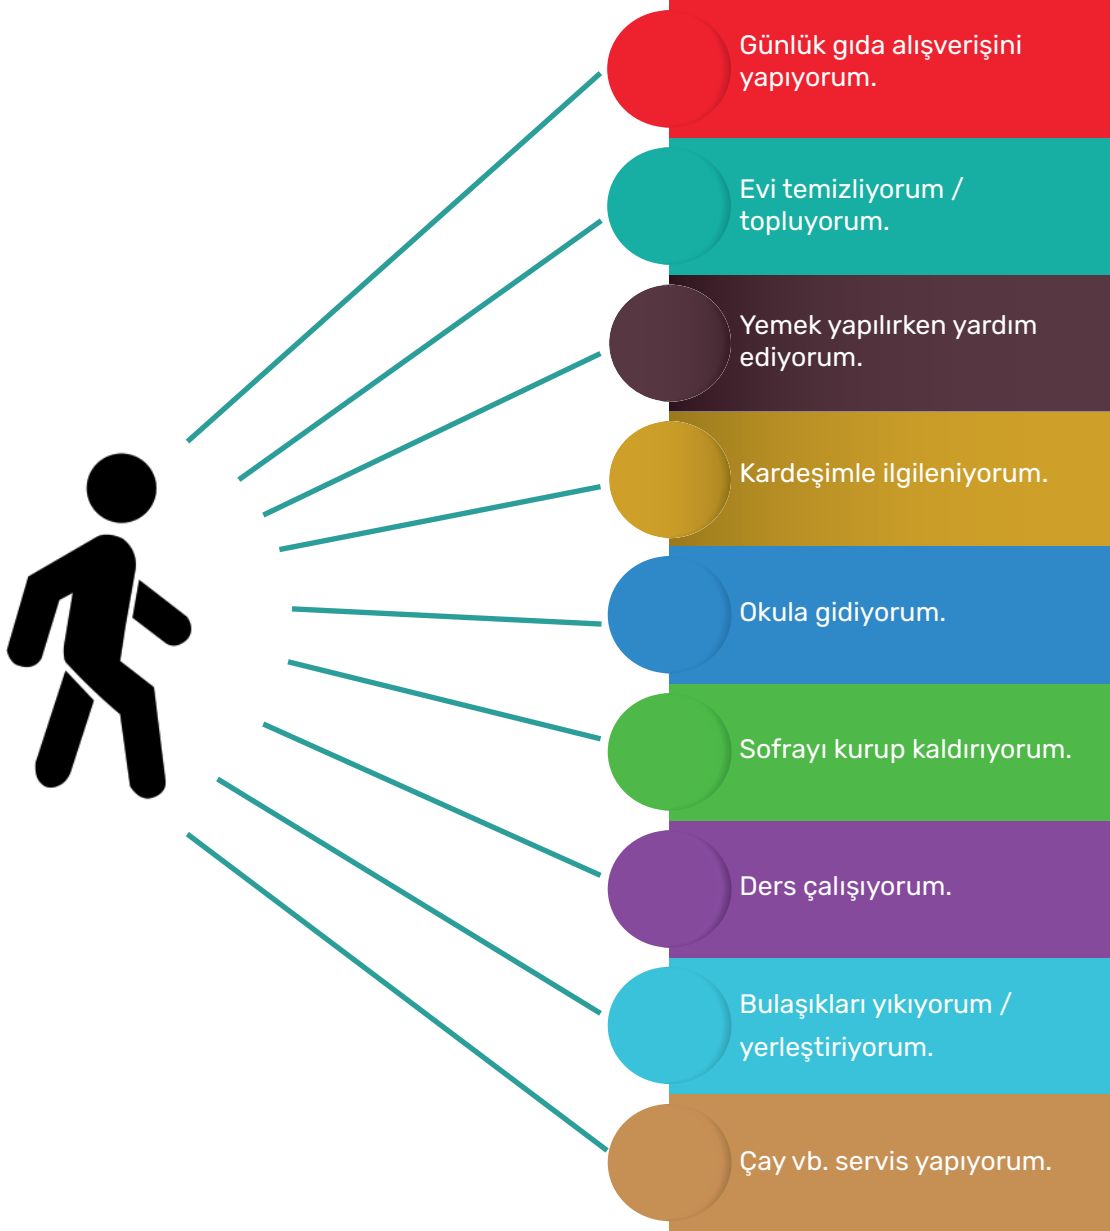 Günlük gıda alışverişini
yapıyorum.
Evi temizliyorum /
topluyorum.
Yemek yapılırken yardım
ediyorum.
Kardeşimle ilgileniyorum.
Okula gidiyorum.
Sofrayı kurup kaldırıyorum.
Ders çalışıyorum.
Bulaşıkları yıkıyorum /
yerleştiriyorum.
Çay vb. servis yapıyorum.